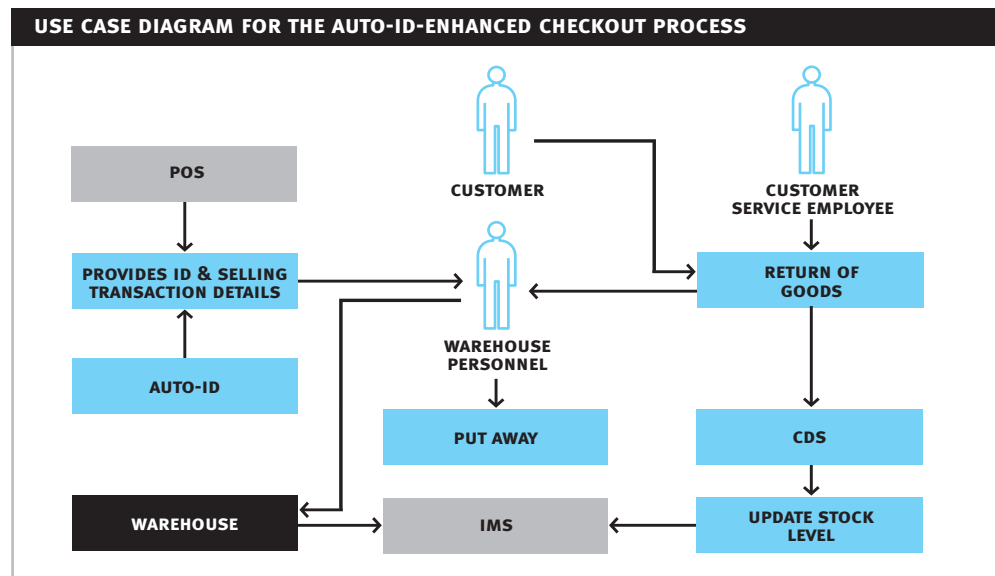 USE CASE DIAGRAM FOR THE AUTO-ID-ENHANCED CHECKOUT PROCESS
POS
CUSTOMER
CUSTOMER
SERVICE EMPLOYEE
PROVIDES ID & SELLING
TRANSACTION DETAILS
RETURN OF
GOODS
WAREHOUSE
PERSONNEL
AUTO-ID
PUT AWAY
CDS
WAREHOUSE
IMS
UPDATE STOCK
LEVEL